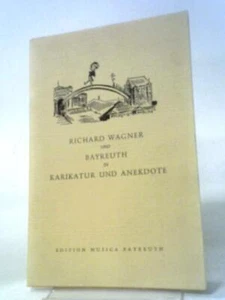 RICHARD WAGNER
UND
BAYREUTH
IN
KARIKATUR UND ANEKDOTE
EDITION MUSICA BAYREUTH